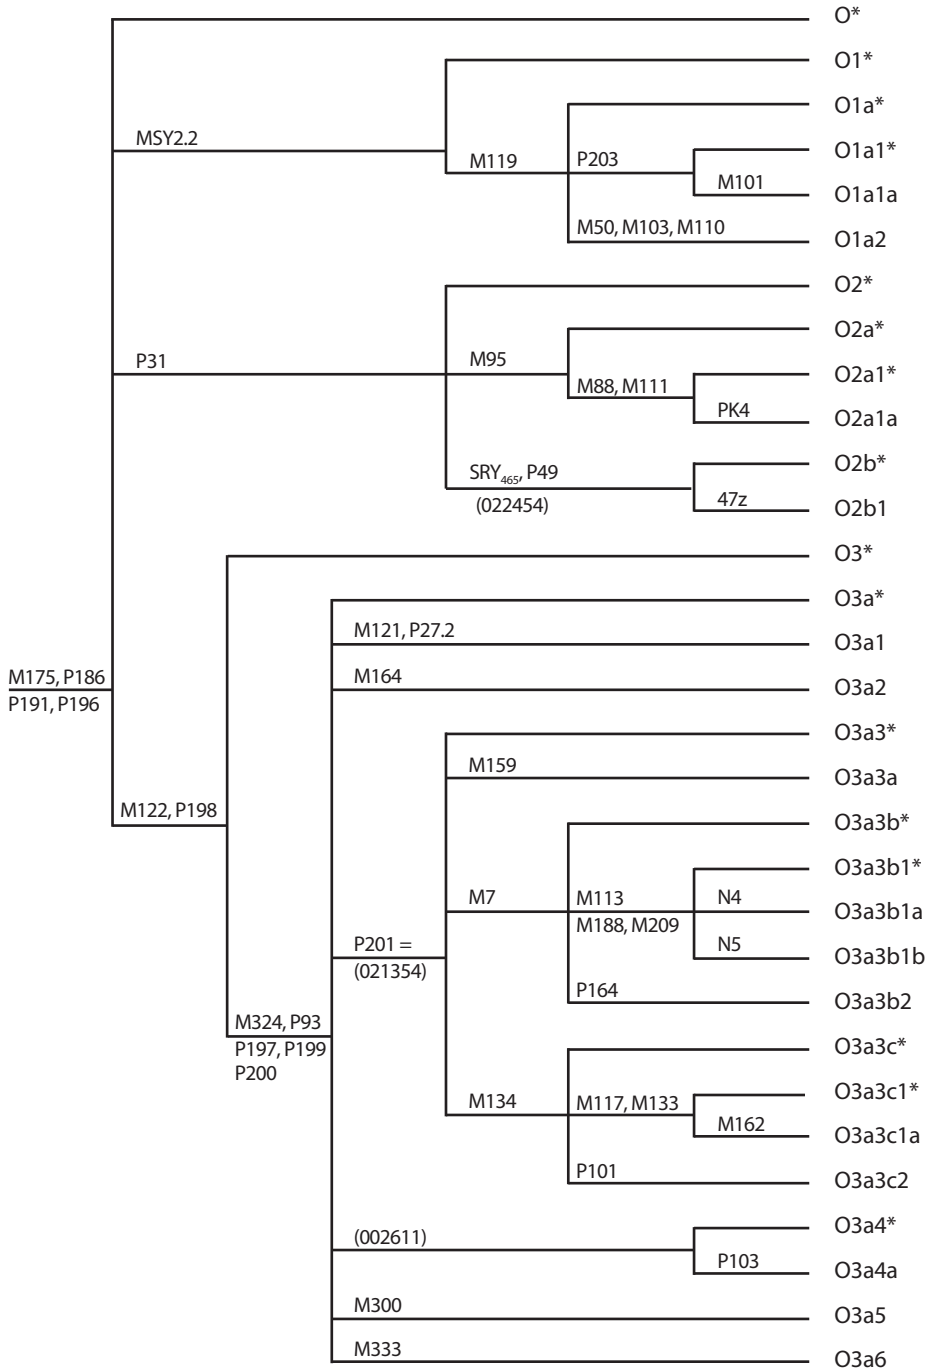 O*
O1*
O1a*
MSY2.2
P203
O1a1*
M119
M101
O1a1a
M50, M103, M110
O1a2
O2*
O2a*
P31
M95
O2a1*
M88, M111
PK4
O2a1a
O2b*
SRY465, P49
47z
O2b1
(022454)
O3*
O3a*
M121, P27.2
O3a1
M175, P186
M164
O3a2
P191, P196
O3a3*
M159
O3a3a
M122, P198
O3a3b*
O3a3b1*
M7
M113
N4
O3a3b1a
M188, M209
P201 =
N5
O3a3b1b
(021354)
P164
O3a3b2
M324, P93
P197, P199
O3a3c*
P200
O3a3c1*
M134
M117, M133
M162
O3a3c1a
P101
O3a3c2
O3a4*
(002611)
P103
O3a4a
M300
O3a5
M333
O3a6